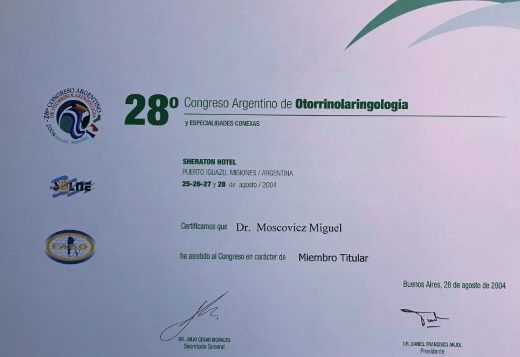 28º Congreso Argentino de Otorrinolaringología
y ESPECIALIDADES CONEXAS
SHERATON HOTEL
PUERTO IGUAZU, MISIONES / ARGENTINA
25-26-27 y 28 de agosto / 2004
FASO
Certificamos que Dr. Moscovicz Miguel
ha asistido al Congreso en carácter de Miembro Titular
Buenos Aires, 28 de agosto de 2004
DR. JULIO CESAR MORALES
Secretario General
DR. DANIEL FRANCISCO ARJOL
Presidente